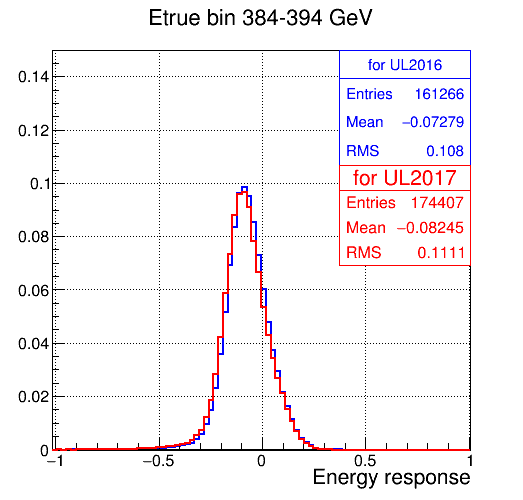 Etrue bin 384-394 GeV
for UL2016
Entries 161266
Mean −0.07279
RMS 0.108
for UL2017
Entries 174407
Mean −0.08245
RMS 0.1111
0.14
0.12
0.1
0.08
0.06
0.04
0.02
0
−1 −0.5 0 0.5 1
Energy response